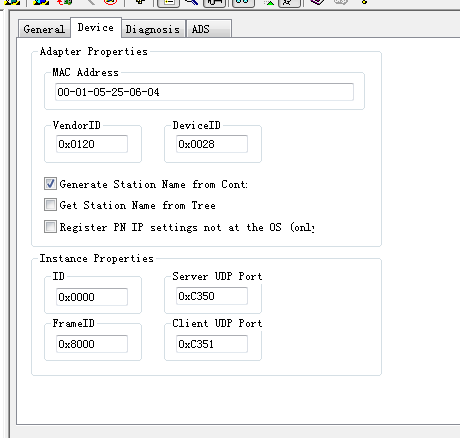 General Device Diagnosis ADS
Adapter Properties
MAC Address
00-01-05-25-06-04
VendorID DeviceID
0x0120 0x0028
Generate Station Name from Cont:
Get Station Name from Tree
Register PN IP settings not at the OS (only
Instance Properties
ID Server UDP Port
0x0000 0xC350
FrameID Client UDP Port
0x8000 0xC351